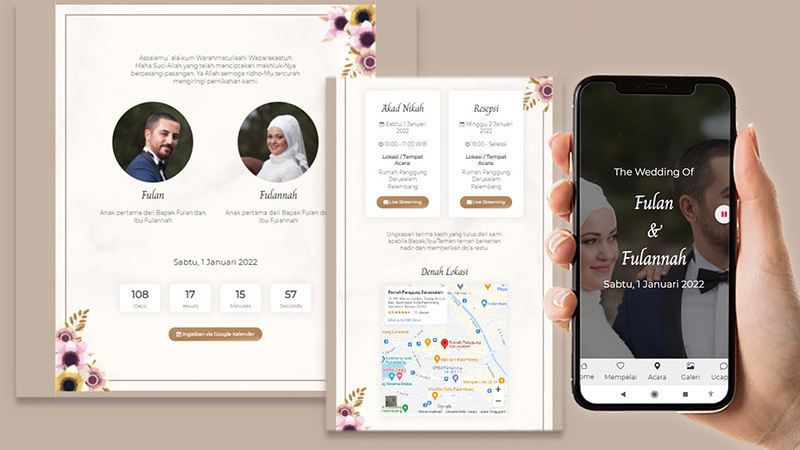 Assalamu`alaikum Warahmatullaahi Wabarakaatuh
Maha Suci Allah yang telah menciptakan makhluk-Nya
berpasang-pasangan. Ya Allah semoga ridho-Mu tercurah
mengiringi pernikahan kami.
Fulan
Anak pertama dari Bapak Fulan dan
Ibu Fulannah
Fulannah
Anak pertama dari Bapak Fulan da
Ibu Fulannah
Sabtu, 1 Januari 2022
108
Days
17
Hours
15
Minutes
57
Seconds
Ingatkan via Google Kalender
Akad Nikah
Sabtu, 1 Januari
2022
10:00 - 11:00 WIB
Lokasi / Tempat
Acara:
Rumah Panggung
Darusalam
Palembang
Live Streaming
Resepsi
Minggu, 2 Januari
2022
19:00 - Selesai
Lokasi / Tempat
Acara:
Rumah Panggung
Darusalam
Palembang
Live Streaming
Ungkapan terima kasih yang tulus dari kami
apabila Bapak/Ibu/Teman-teman berkenan
hadir dan memberikan do'a restu.
Denah Lokasi
Rumah Panggung Darussalam
Rumah Panggung
Darussalam
Google
The Wedding Of
Fulan
&
Fulannah
Sabtu, 1 Januari 2022
ome
Mempelai
Acara
Galeri
Ucap